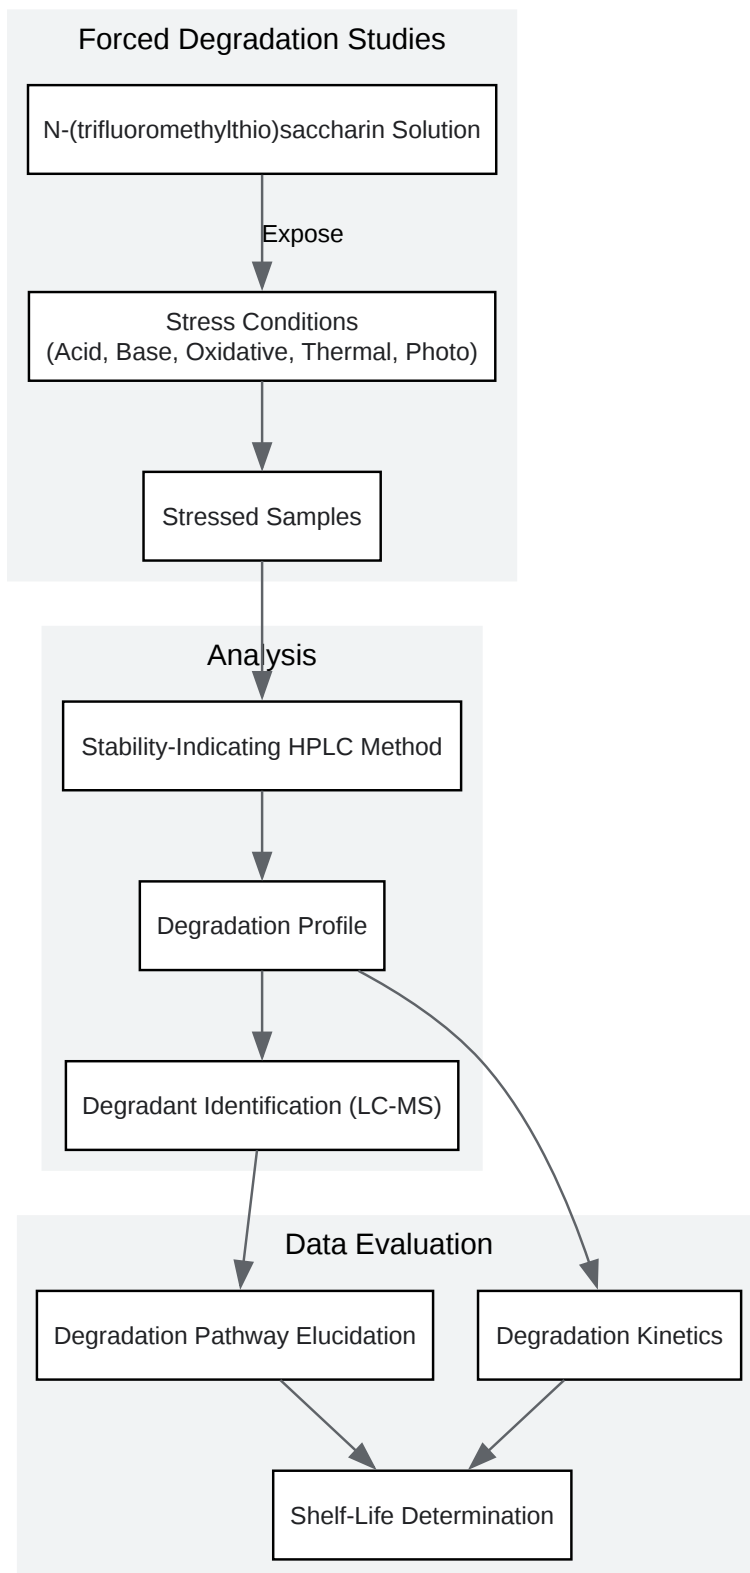 Forced Degradation Studies
N-(trifluoromethylthio)saccharin Solution
Expose
Stress Conditions
(Acid, Base, Oxidative, Thermal, Photo)
Stressed Samples
Analysis
Stability-Indicating HPLC Method
Degradation Profile
Degradant Identification (LC-MS)
Data Evaluation
Degradation Pathway Elucidation
Degradation Kinetics
Shelf-Life Determination